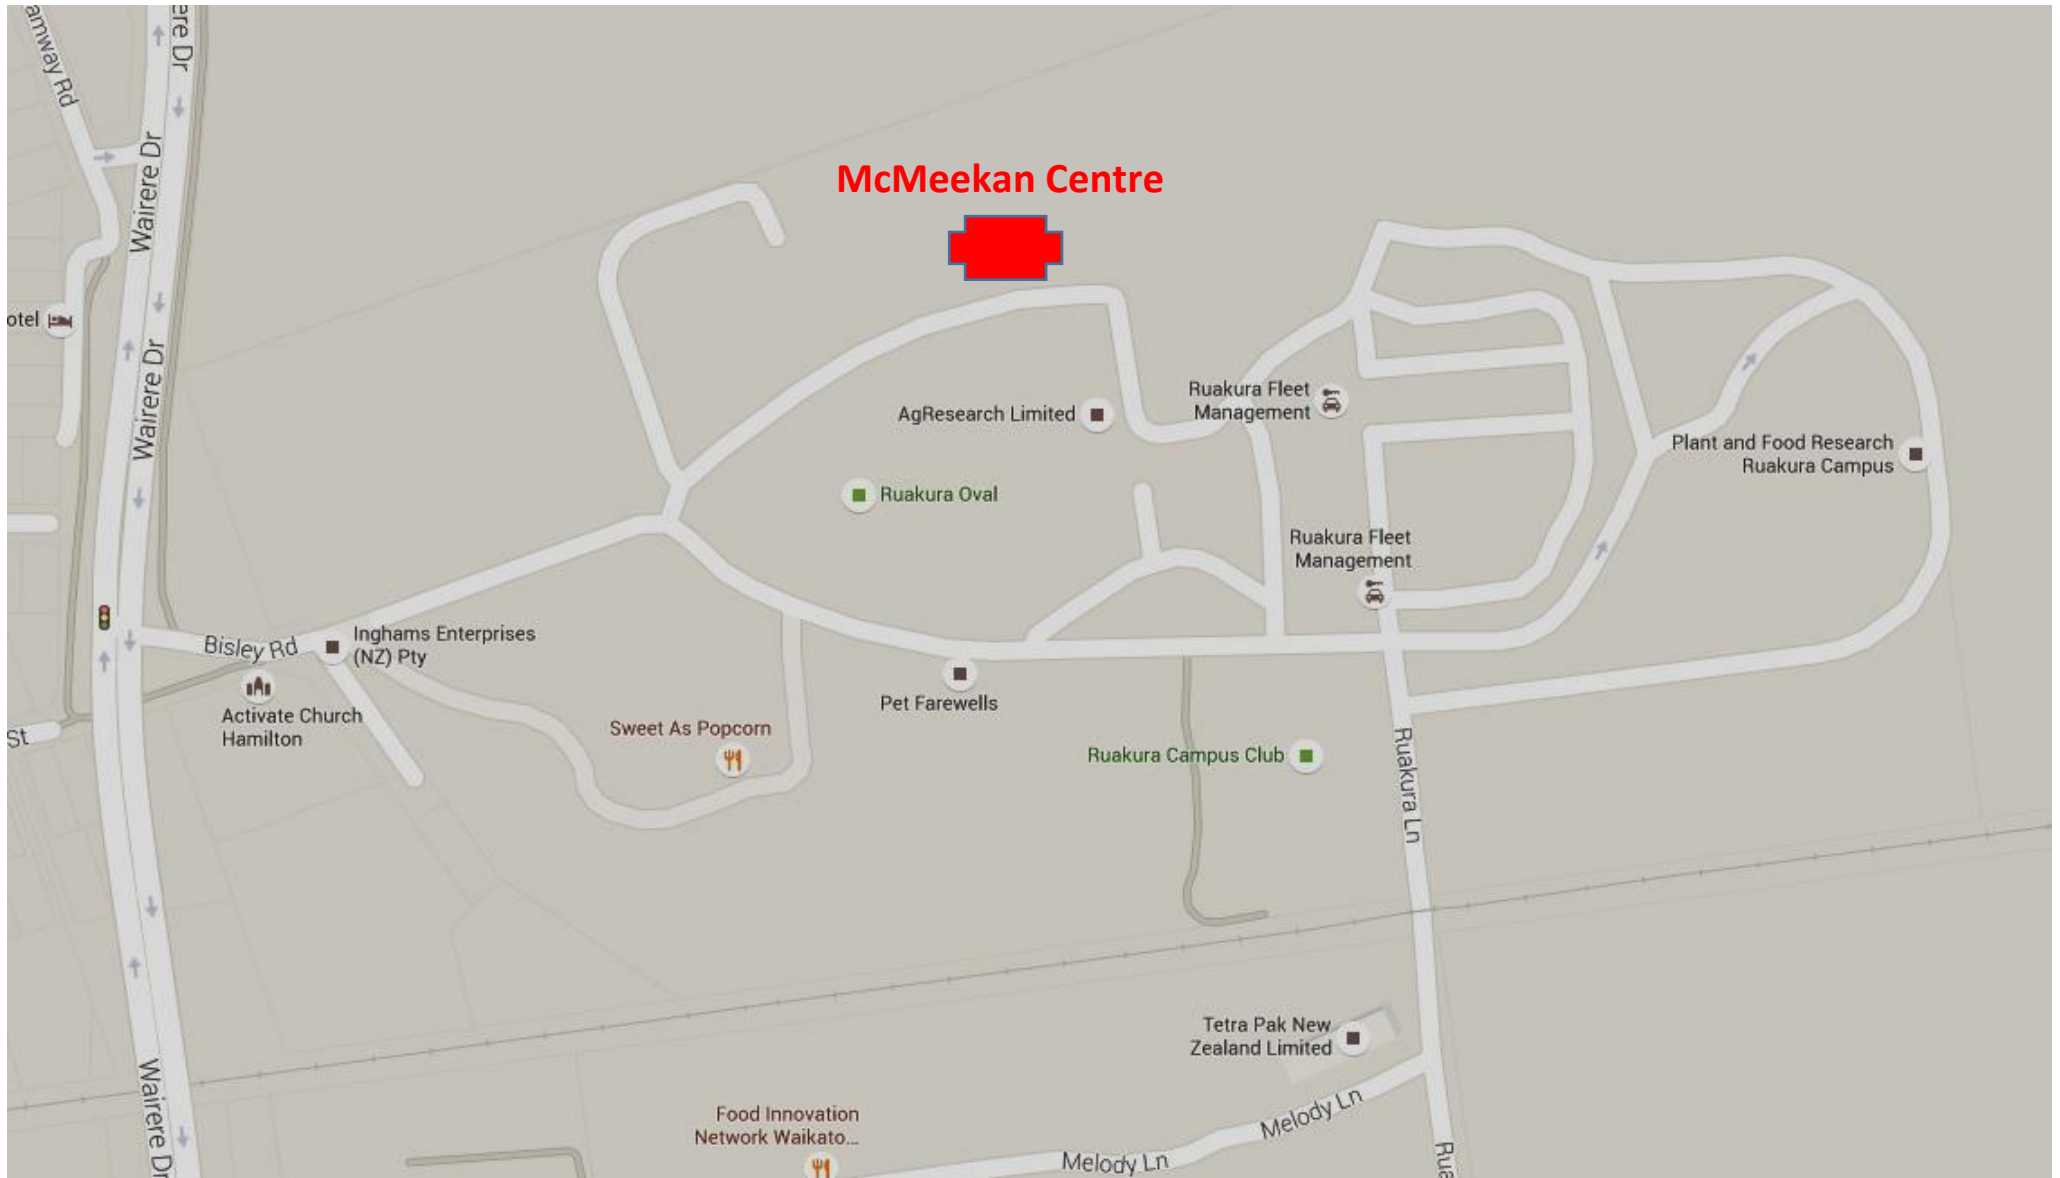 amway Rd
ere Dr
Wairere Dr
McMeekan Centre
otel
Wairere Dr
Ruakura Fleet
Management
AgResearch Limited
Plant and Food Research
Ruakura Campus
Ruakura Oval
Ruakura Fleet
Management
Bisley Rd
Inghams Enterprises
(NZ) Pty
Activate Church
Hamilton
Pet Farewells
Sweet As Popcorn
St
Ruakura Campus Club
Ruakura Ln
Tetra Pak New
Zealand Limited
Wairere Dr
Food Innovation
Network Waikato...
Melody Ln
Melody Ln
Rua